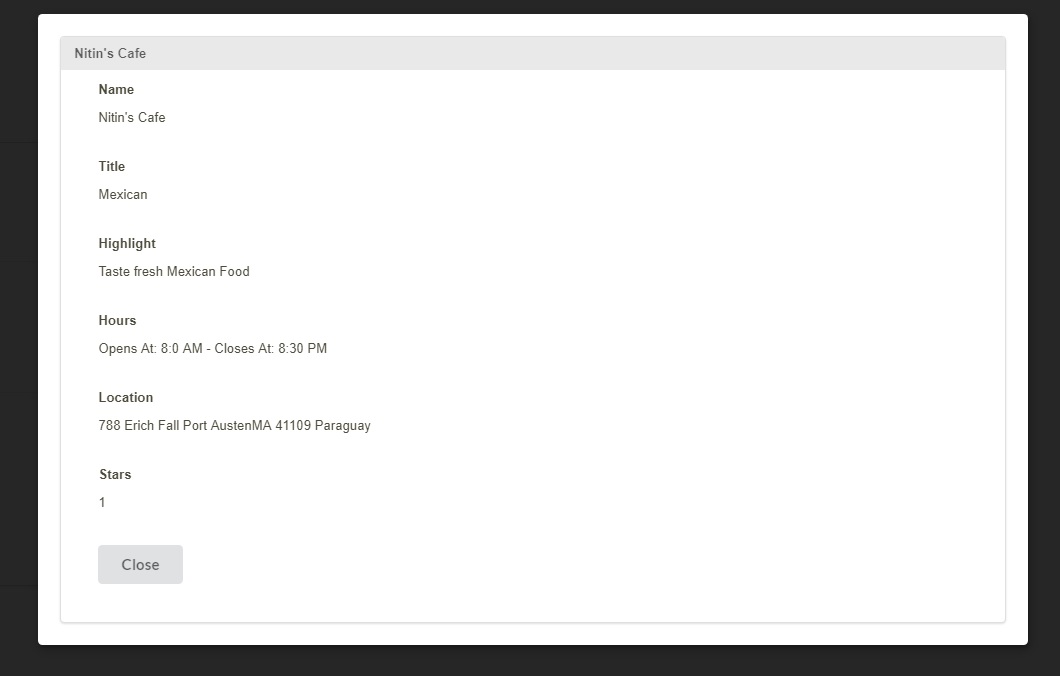 Nitin's Cafe
Name
Nitin's Cafe
Title
Mexican
Highlight
Taste fresh Mexican Food
Hours
Opens At: 8:0 AM - Closes At: 8:30 PM
Location
788 Erich Fall Port AustenMA 41109 Paraguay
Stars
1
Close